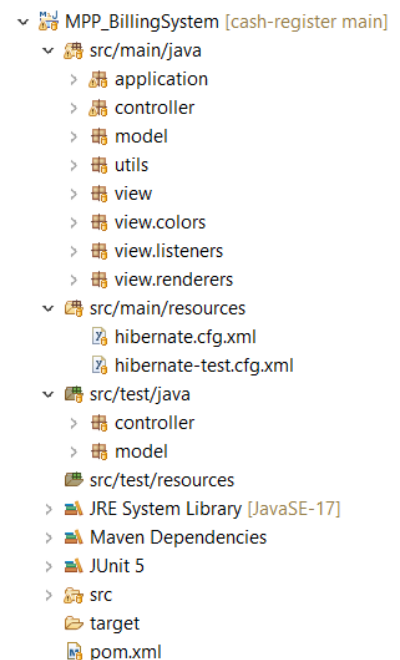 MPP_BillingSystem [cash-register main]
src/main/java
application
controller
model
utils
view
view.colors
view.listeners
view.renderers
src/main/resources
hibernate.cfg.xml
hibernate-test.cfg.xml
src/test/java
controller
model
src/test/resources
JRE System Library [JavaSE-17]
Maven Dependencies
JUnit 5
src
target
pom.xml